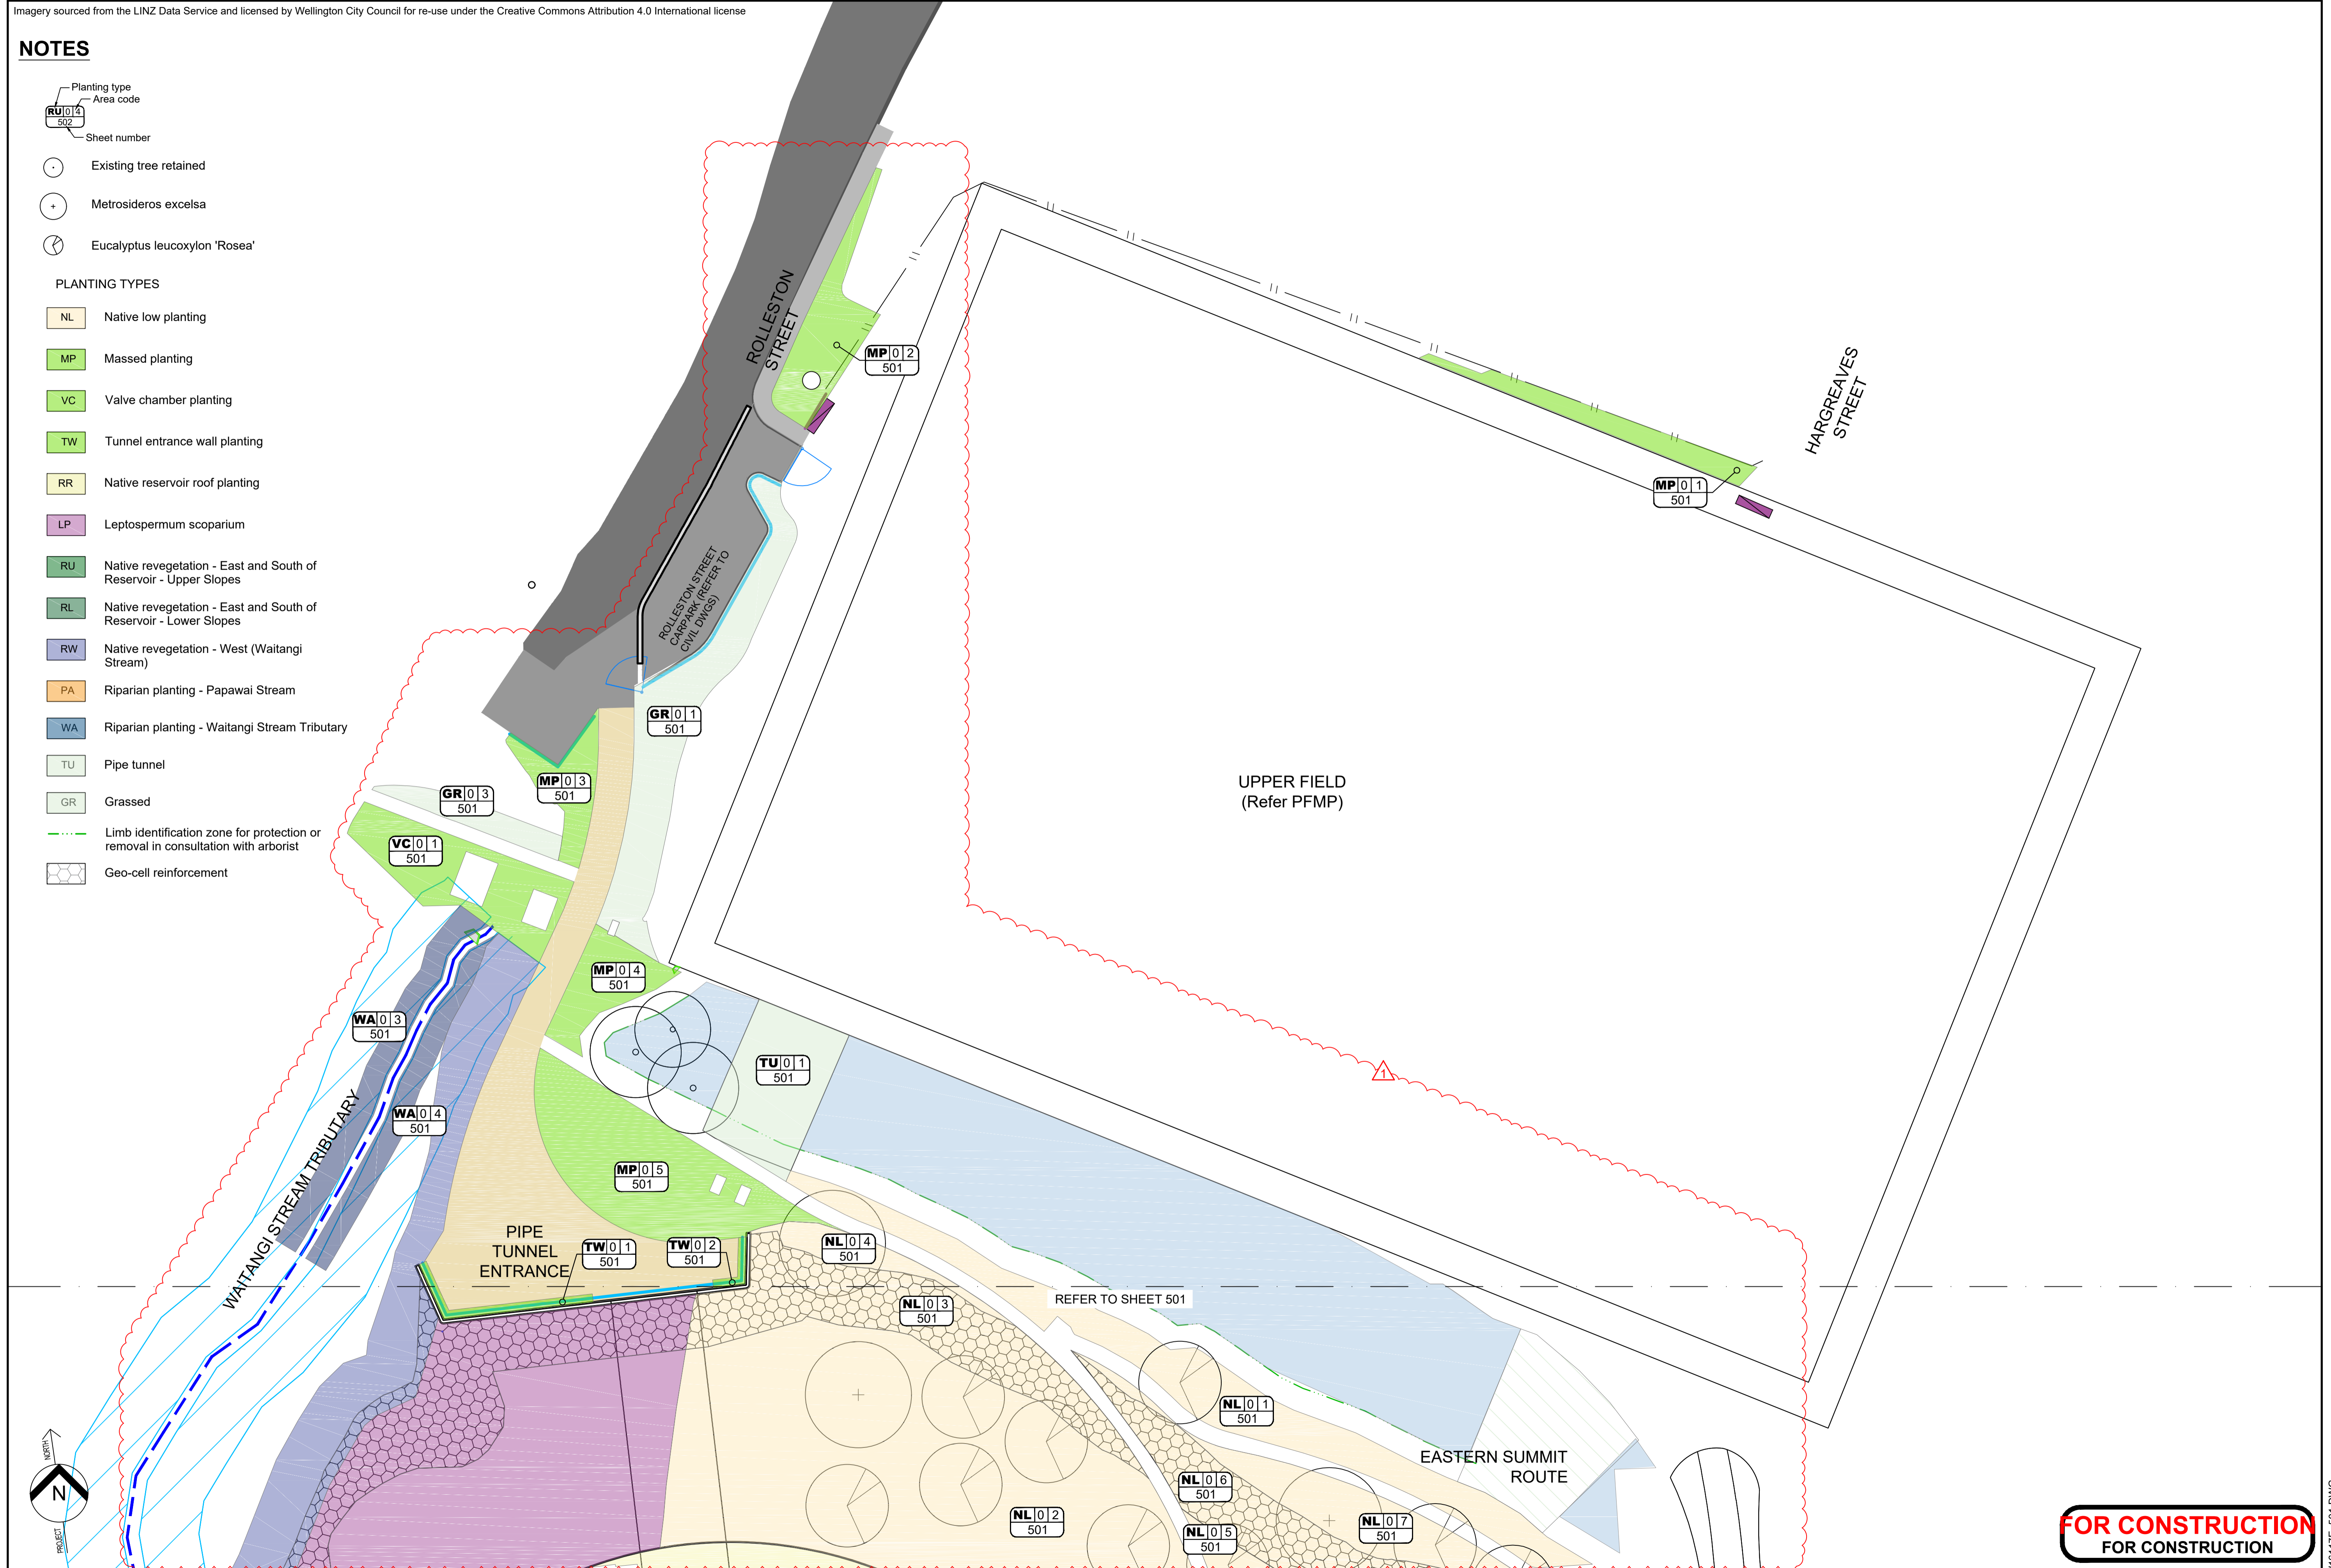 Imagery sourced from the LINZ Data Service and licensed by Wellington City Council for re-use under the Creative Commons Attribution 4.0 International license
NOTES
Planting type
Area code
RU 0 4
502
Sheet number
Existing tree retained
Metrosideros excelsa
Eucalyptus leucoxylon 'Rosea'
PLANTING TYPES
NL Native low planting
MP Massed planting
VC Valve chamber planting
TW Tunnel entrance wall planting
RR Native reservoir roof planting
LP Leptospermum scoparium
RU Native revegetation - East and South of
Reservoir - Upper Slopes
RL Native revegetation - East and South of
Reservoir - Lower Slopes
RW Native revegetation - West (Waitangi
Stream)
PA Riparian planting - Papawai Stream
WA Riparian planting - Waitangi Stream Tributary
TU Pipe tunnel
GR Grassed
Limb identification zone for protection or
removal in consultation with arborist
Geo-cell reinforcement
ROLLESTON
STREET
MP 0 2
501
HARGREAVES
STREET
MP 0 1
501
ROLLESTON STREET
CARPARK (REFER TO
CIVIL DWGS)
GR 0 1
501
MP 0 3
501
GR 0 3
501
VC 0 1
501
UPPER FIELD
(Refer PFMP)
MP 0 4
501
WA 0 3
501
TU 0 1
501
1
WA 0 4
501
MP 0 5
501
WAITANGI STREAM TRIBUTARY
PIPE
TUNNEL
ENTRANCE
TW 0 1
501
TW 0 2
501
NL 0 4
501
REFER TO SHEET 501
NL 0 3
501
NL 0 1
501
EASTERN SUMMIT
ROUTE
NL 0 6
501
NL 0 2
501
NL 0 5
501
NL 0 7
501
NORTH
N
PROJECT
FOR CONSTRUCTION
FOR CONSTRUCTION